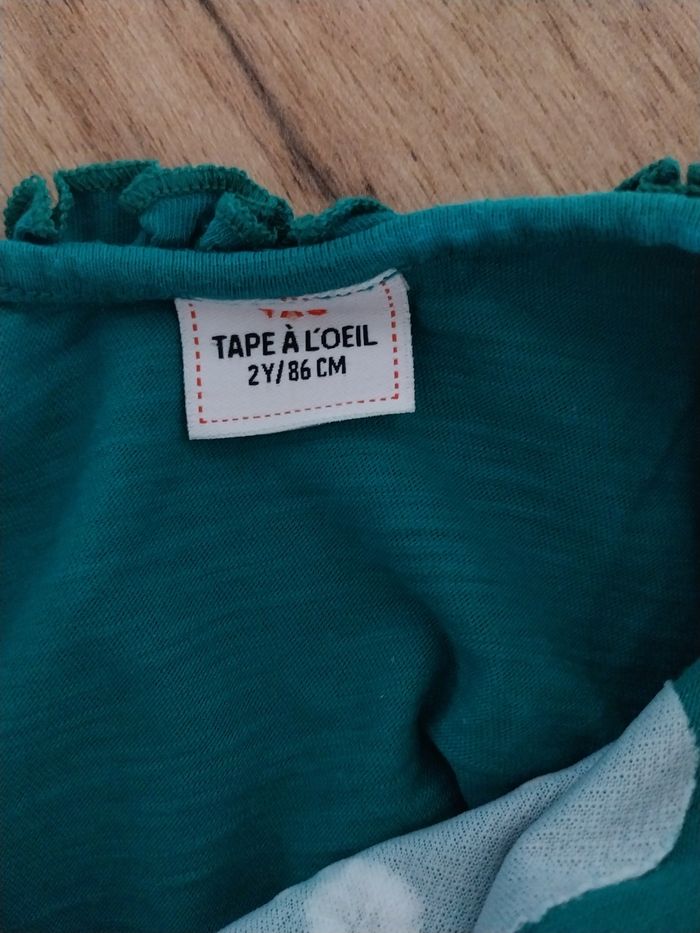 TAPE À L'OEIL
2Y/86 CM